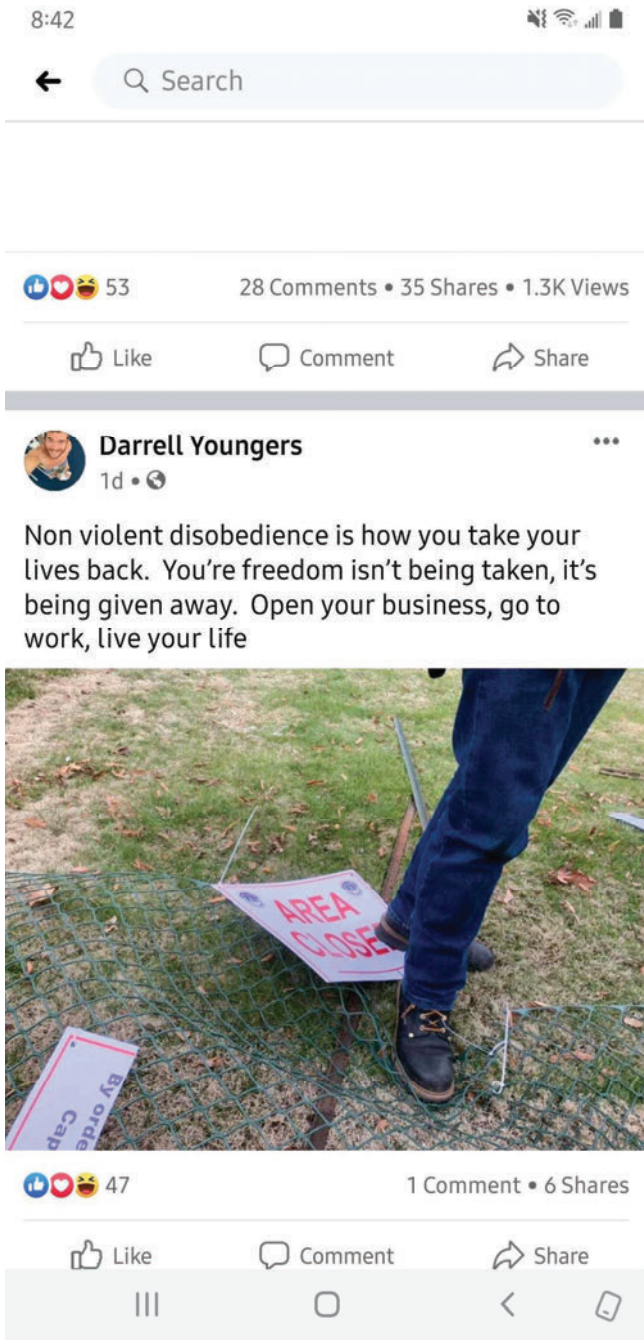 8:42
Search
53 28 Comments • 35 Shares • 1.3K Views
Like Comment Share
Darrell Youngers
1d •
Non violent disobedience is how you take your
lives back. You're freedom isn't being taken, it's
being given away. Open your business, go to
work, live your life
AREA
CLOSE
By orde
Cap
47 1 Comment • 6 Shares
Like Comment Share